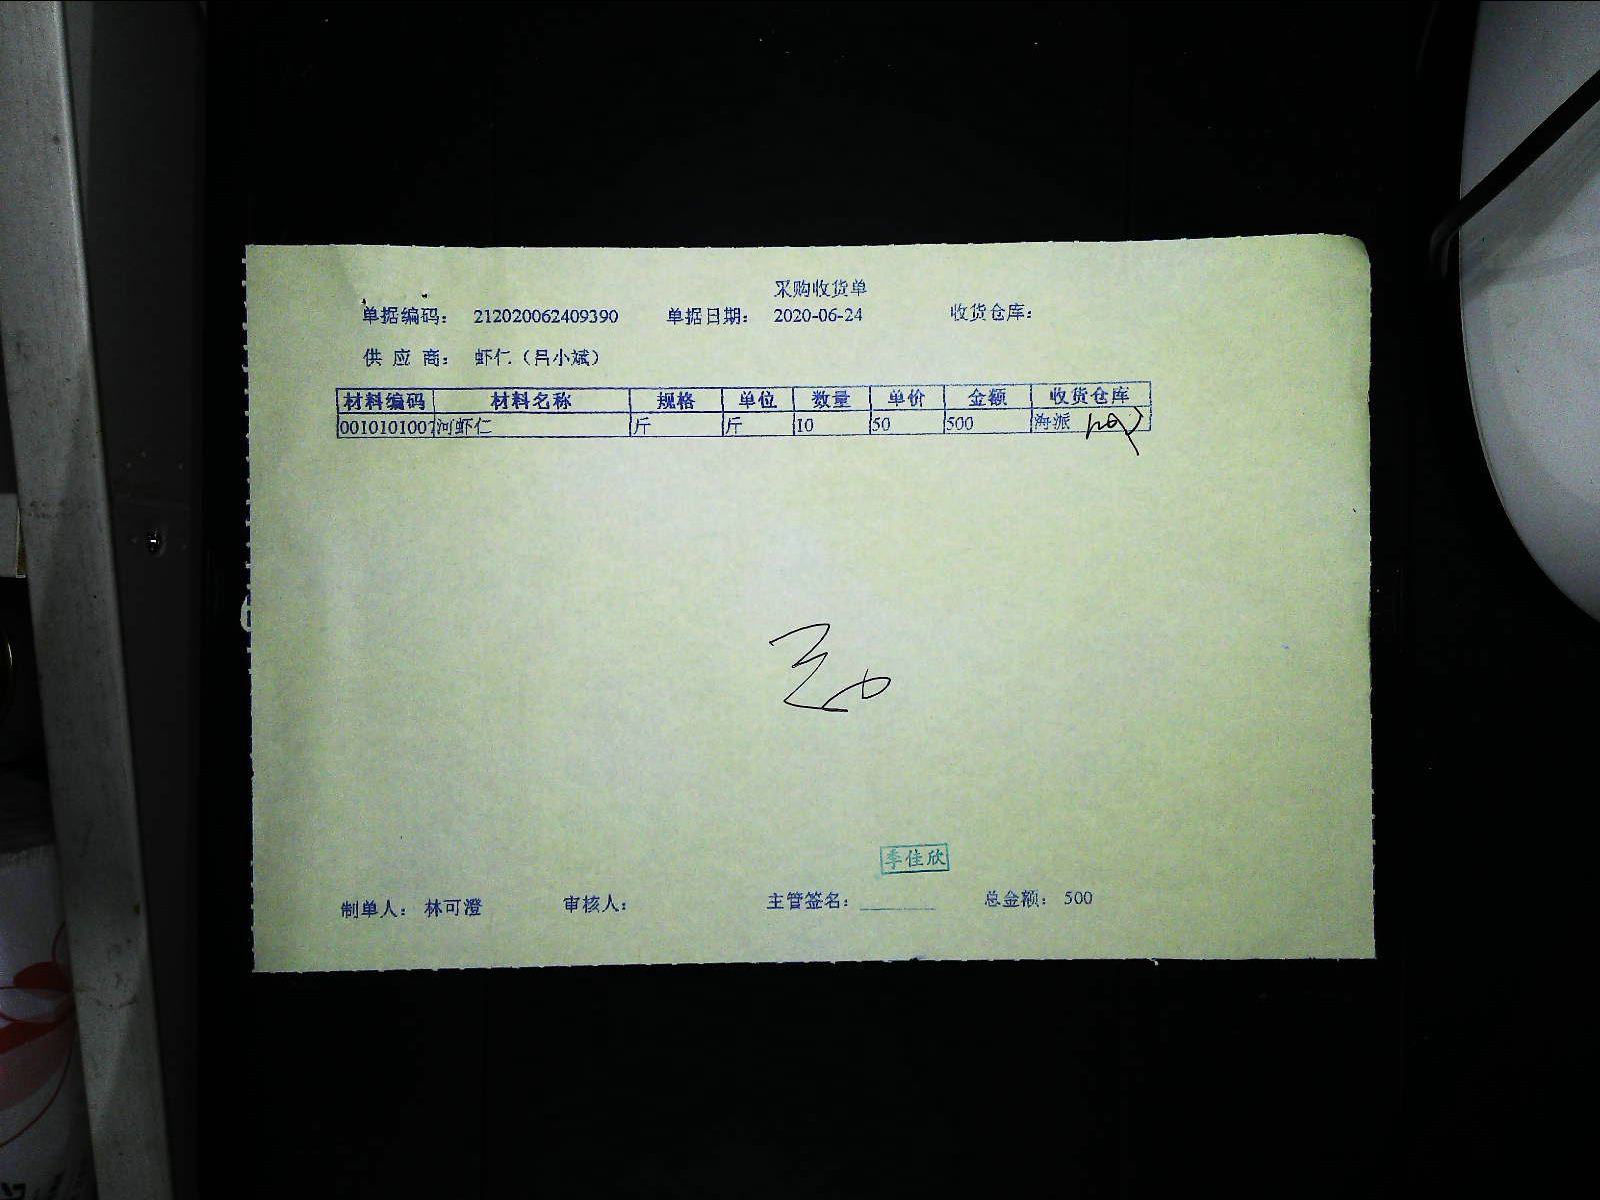 采购收货单
单据编码： 212020062409390 单据日期： 2020-06-24 收货仓库：
供 应 商： 虾仁（吕小斌）
材料编码 材料名称 规格 单位 数量 单价 金额 收货仓库
0010101007 河虾仁 斤 斤 10 50 500 海派
季佳欣
制单人： 林可澄 审核人： 主管签名： 总金额： 500